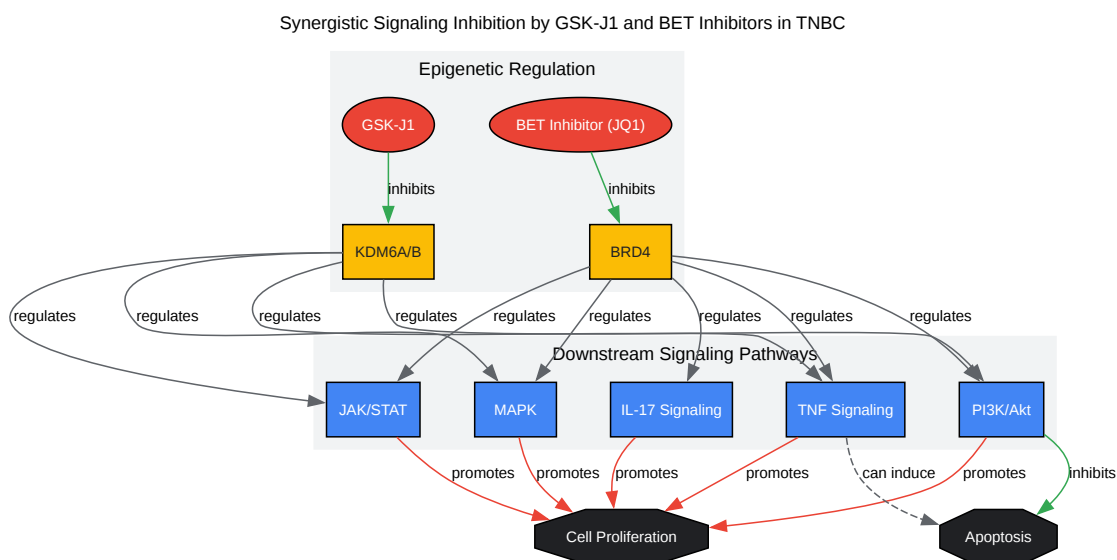 Synergistic Signaling Inhibition by GSK-J1 and BET Inhibitors in TNBC
Epigenetic Regulation
GSK-J1
BET Inhibitor (JQ1)
inhibits
inhibits
KDM6A/B
BRD4
regulates
regulates
regulates
regulates
regulates
regulates
regulates
regulates
regulates
Downstream Signaling Pathways
JAK/STAT
MAPK
IL-17 Signaling
TNF Signaling
PI3K/Akt
promotes
promotes
promotes
promotes
can induce
promotes
inhibits
Cell Proliferation
Apoptosis